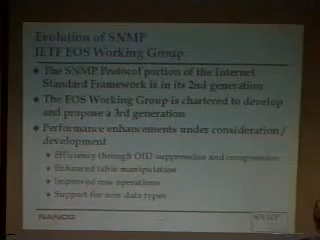 Evolution of SNMP
IETF EOS Working Group
The SNMP Protocol portion of the Internet
Standard Framework is in its 2nd generation
The EOS Working Group is chartered to develop
and propose a 3rd generation
Performance enhancements under consideration/
development
Efficiency through OID suppression and compression
Enhanced table manipulation
Improved row operations
Support for new data types
NANOG
SNMP